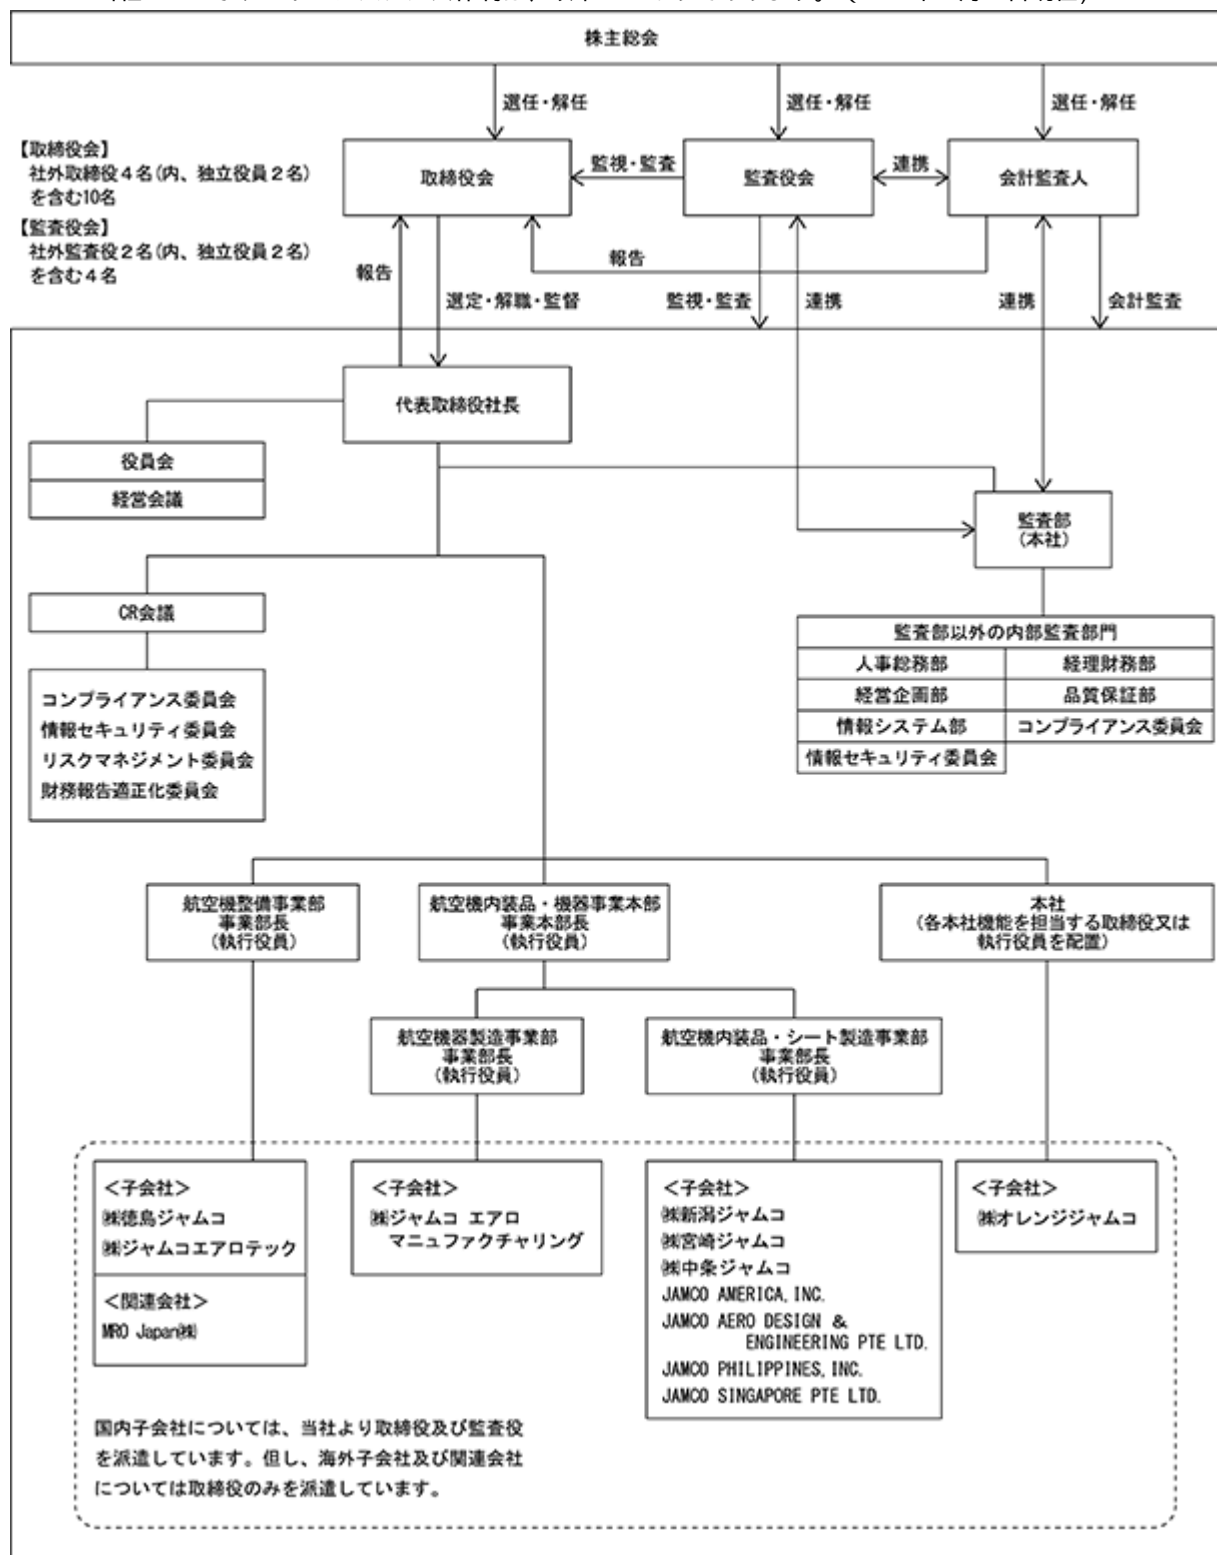 株主総会
選任・解任
選任・解任
選任・解任
【取締役会】
社外取締役4名(内、独立役員2名)
を含む10名
【監査役会】
社外監査役2名(内、独立役員2名)
を含む4名
取締役会
監視・監査
監査役会
連携
会計監査人
報告
報告
選定・解職・監督
監視・監査
連携
連携
会計監査
代表取締役社長
役員会
経営会議
監査部
(本社)
CR会議
コンプライアンス委員会
情報セキュリティ委員会
リスクマネジメント委員会
財務報告適正化委員会
監査部以外の内部監査部門
人事総務部
経理財務部
経営企画部
品質保証部
情報システム部
コンプライアンス委員会
情報セキュリティ委員会
航空機整備事業部
事業部長
(執行役員)
航空機内装品・機器事業本部
事業本部長
(執行役員)
本社
(各本社機能を担当する取締役又は
執行役員を配置)
航空機器製造事業部
事業部長
(執行役員)
航空機内装品・シート製造事業部
事業部長
(執行役員)
<子会社>
㈱徳島ジャムコ
㈱ジャムコエアロテック
<関連会社>
MRO Japan㈱
<子会社>
㈱ジャムコ エアロ
マニュファクチャリング
<子会社>
㈱新潟ジャムコ
㈱宮崎ジャムコ
㈱中条ジャムコ
JAMCO AMERICA, INC.
JAMCO AERO DESIGN &
ENGINEERING PTE LTD.
JAMCO PHILIPPINES, INC.
JAMCO SINGAPORE PTE LTD.
<子会社>
㈱オレンジジャムコ
国内子会社については、当社より取締役及び監査役
を派遣しています。但し、海外子会社及び関連会社
については取締役のみを派遣しています。